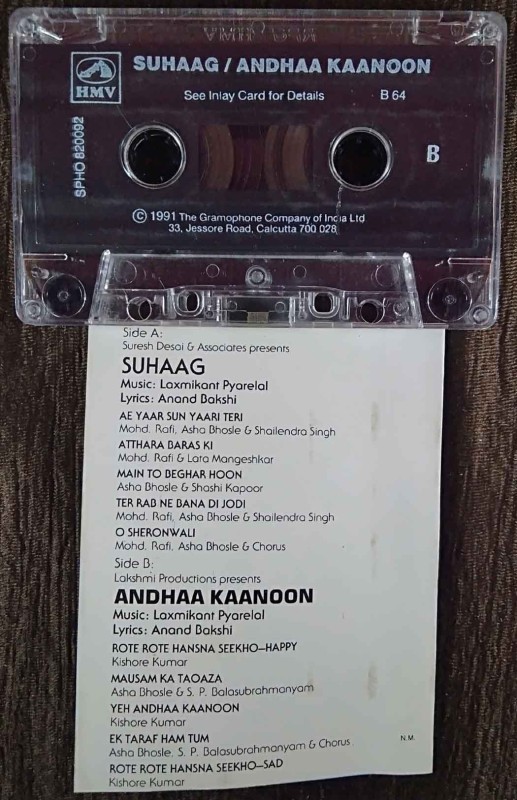 SUHAAG / ANDHAA KAANOON
HMV
See Inlay Card for Details B 64
SPHO 820092
B
© 1991 The Gramophone Company of India Ltd
33, Jessore Road, Calcutta 700 028
Side A:
Suresh Desai & Associates presents
SUHAAG
Music: Laxmikant Pyarelal
Lyrics: Anand Bakshi
AE YAAR SUN YAARI TERI
Mohd. Rafi, Asha Bhosle & Shailendra Singh
ATTHARA BARAS KI
Mohd. Rafi & Lata Mangeshkar
MAIN TO BEGHAR HOON
Asha Bhosle & Shashi Kapoor
TER RAB NE BANA DI JODI
Mohd. Rafi, Asha Bhosle & Shailendra Singh
O SHERONWALI
Mohd. Rafi, Asha Bhosle & Chorus
Side B:
Lakshmi Productions presents
ANDHAA KAANOON
Music: Laxmikant Pyarelal
Lyrics: Anand Bakshi
ROTE ROTE HANSNA SEEKHO—HAPPY
Kishore Kumar
MAUSAM KA TAOAZA
Asha Bhosle & S. P. Balasubrahmanyam
YEH ANDHAA KAANOON
Kishore Kumar
EK TARAF HAM TUM
Asha Bhosle, S. P. Balasubrahmanyam & Chorus
N.M.
ROTE ROTE HANSNA SEEKHO—SAD
Kishore Kumar